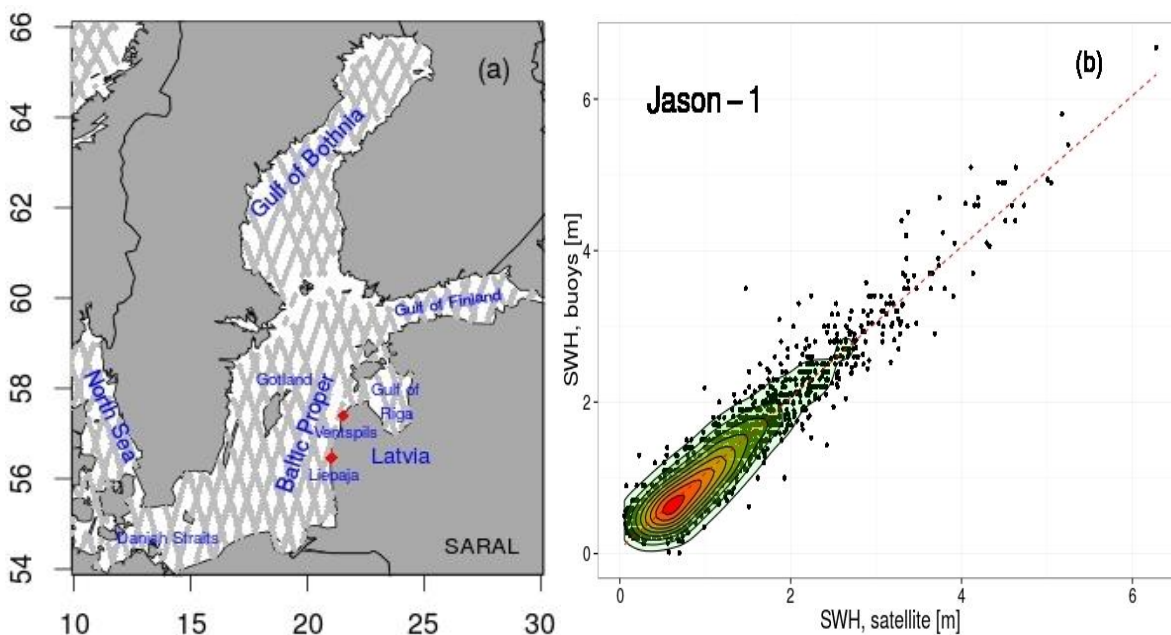 66
64
62
60
58
56
54
10
15
20
25
30
(a)
Gulf of Bothnia
Gulf of Finland
Gotland
Gulf of
Riga
North Sea
Baltic Proper
Ventspils
Latvia
Liepaja
Danish Straits
SARAL
(b)
Jason – 1
SWH, buoys [m]
6
4
2
0
0
2
4
6
SWH, satellite [m]